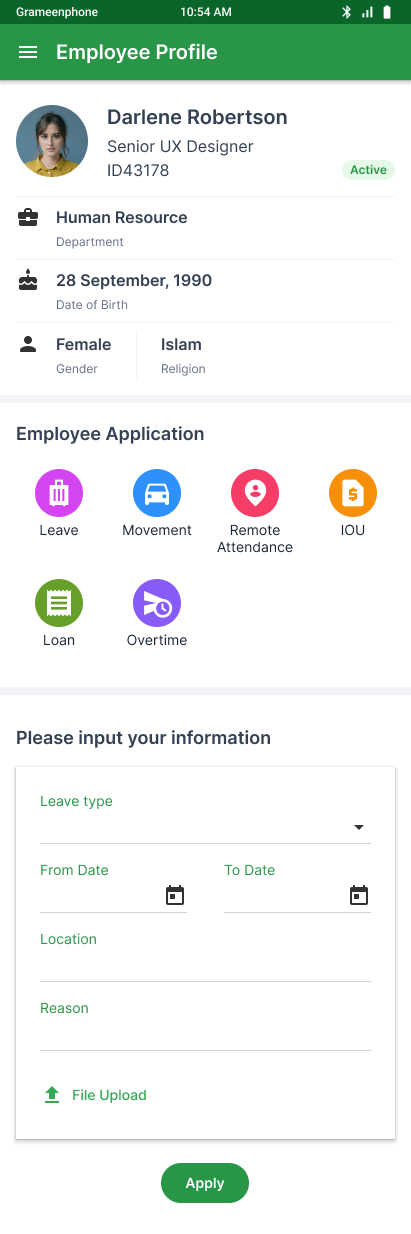 Grameenphone 10:54 AM
Employee Profile
Darlene Robertson
Senior UX Designer
ID43178
Active
Human Resource
Department
28 September, 1990
Date of Birth
Female Islam
Gender Religion
Employee Application
Leave Movement Remote Attendance IOU
Loan Overtime
Please input your information
Leave type
From Date To Date
Location
Reason
File Upload
Apply